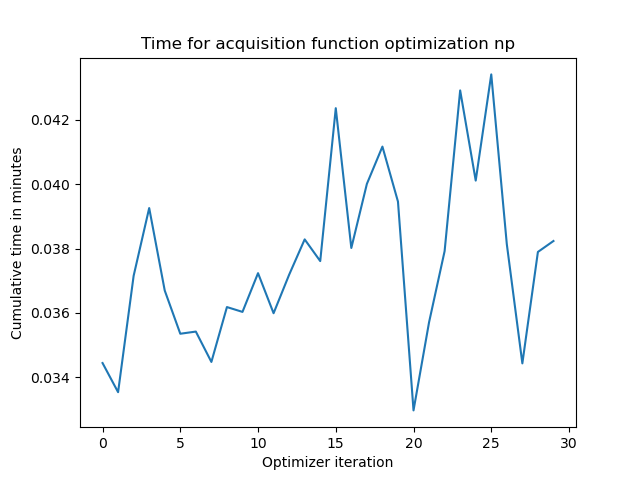 Time for acquisition function optimization np
Cumulative time in minutes
0.042
0.040
0.038
0.036
0.034
0 5 10 15 20 25 30
Optimizer iteration